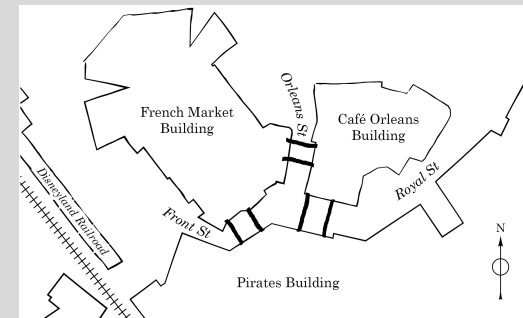 Orleans St
French Market
Building
Café Orleans
Building
Disneyland Railroad
Front St
Royal St
N
Pirates Building